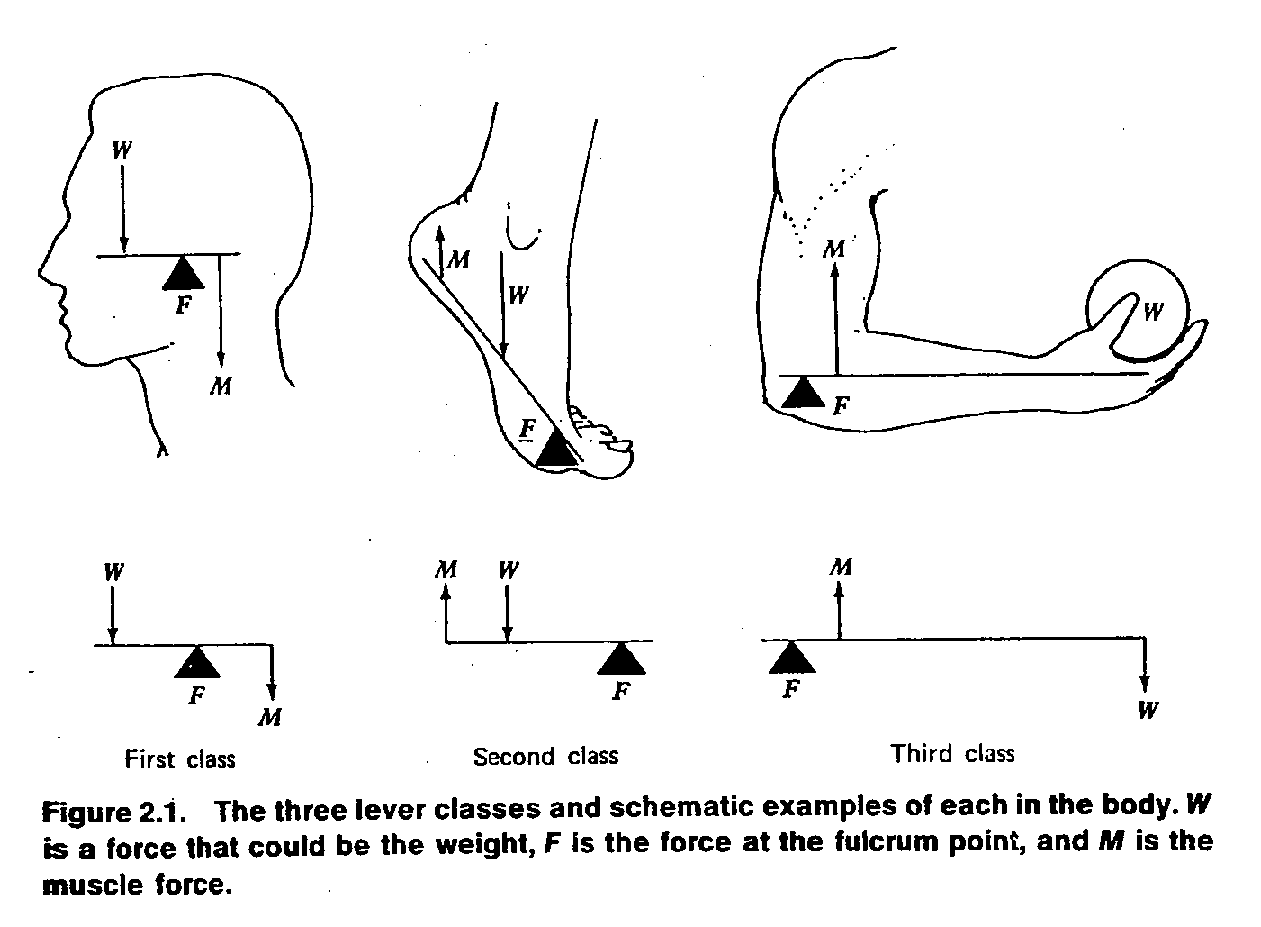 W
F
M
M
W
F
M
W
F
W
F
M
M
W
F
M
F
W
First class
Second class
Third class
Figure 2.1. The three lever classes and schematic examples of each in the body. W
is a force that could be the weight, F is the force at the fulcrum point, and M is the
muscle force.